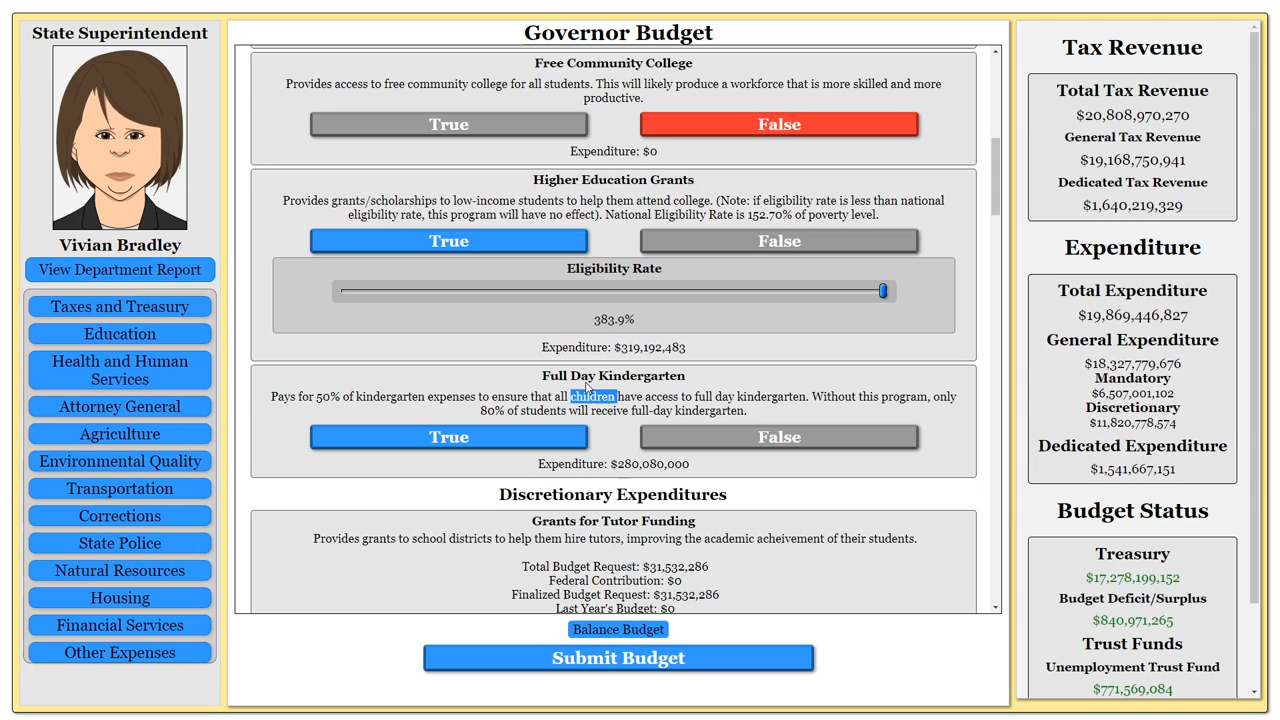 State Superintendent
Vivian Bradley
View Department Report
Taxes and Treasury
Education
Health and Human
Services
Attorney General
Agriculture
Environmental Quality
Transportation
Corrections
State Police
Natural Resources
Housing
Financial Services
Other Expenses
Governor Budget
Free Community College
Provides access to free community college for all students. This will likely produce a workforce that is more skilled and more
productive.
True False
Expenditure: $0
Higher Education Grants
Provides grants/scholarships to low-income students to help them attend college. (Note: if eligibility rate is less than national
eligibility rate, this program will have no effect). National Eligibility Rate is 152.70% of poverty level.
True False
Eligibility Rate
383.9%
Expenditure: $319,192,483
Full Day Kindergarten
Pays for 50% of kindergarten expenses to ensure that all children have access to full day kindergarten. Without this program, only
80% of students will receive full-day kindergarten.
True False
Expenditure: $280,080,000
Discretionary Expenditures
Grants for Tutor Funding
Provides grants to school districts to help them hire tutors, improving the academic acheivement of their students.
Total Budget Request: $31,532,286
Federal Contribution: $0
Finalized Budget Request: $31,532,286
Last Year's Budget: $0
Balance Budget
Submit Budget
Tax Revenue
Total Tax Revenue
$20,808,970,270
General Tax Revenue
$19,168,750,941
Dedicated Tax Revenue
$1,640,219,329
Expenditure
Total Expenditure
$19,869,446,827
General Expenditure
$18,327,779,676
Mandatory
$6,507,001,102
Discretionary
$11,820,778,574
Dedicated Expenditure
$1,541,667,151
Budget Status
Treasury
$17,278,199,152
Budget Deficit/Surplus
$840,971,265
Trust Funds
Unemployment Trust Fund
$771,569,084